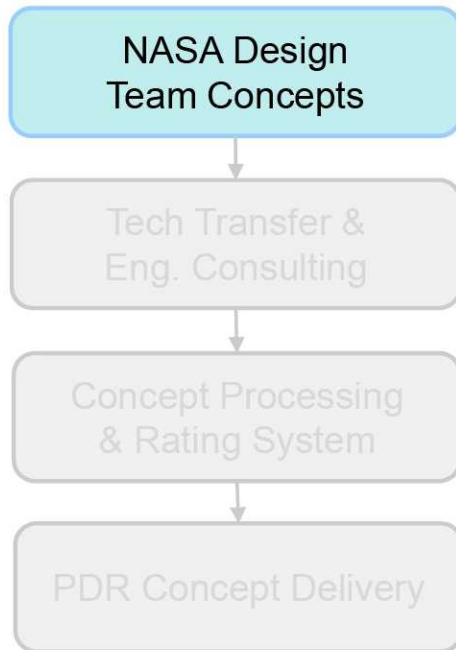 NASA Design
Team Concepts
Tech Transfer &
Eng. Consulting
Concept Processing
& Rating System
PDR Concept Delivery